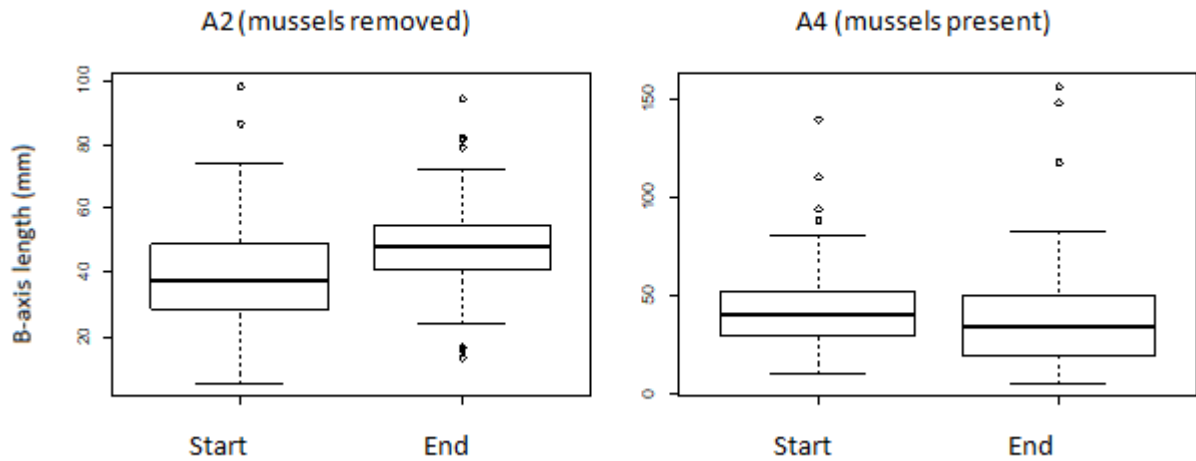 A2 (mussels removed)
A4 (mussels present)
B-axis length (mm)
100
80
60
40
20
150
100
50
0
Start
End
Start
End